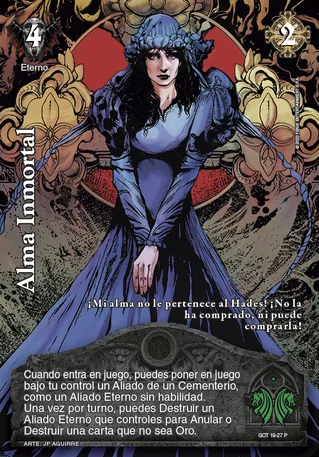 4
2
Eterno
Alma Inmortal
¡Mi alma no le pertenece al Hades! ¡No la
ha comprado, ni puede
comprarla!
Cuando entra en juego, puedes poner en juego
bajo tu control un Aliado de un Cementerio,
como un Aliado Eterno sin habilidad.
Una vez por turno, puedes Destruir un
Aliado Eterno que controles para Anular o
Destruir una carta que no sea Oro.
GOT 19-27 P
ARTE: JP.AGUIRRE